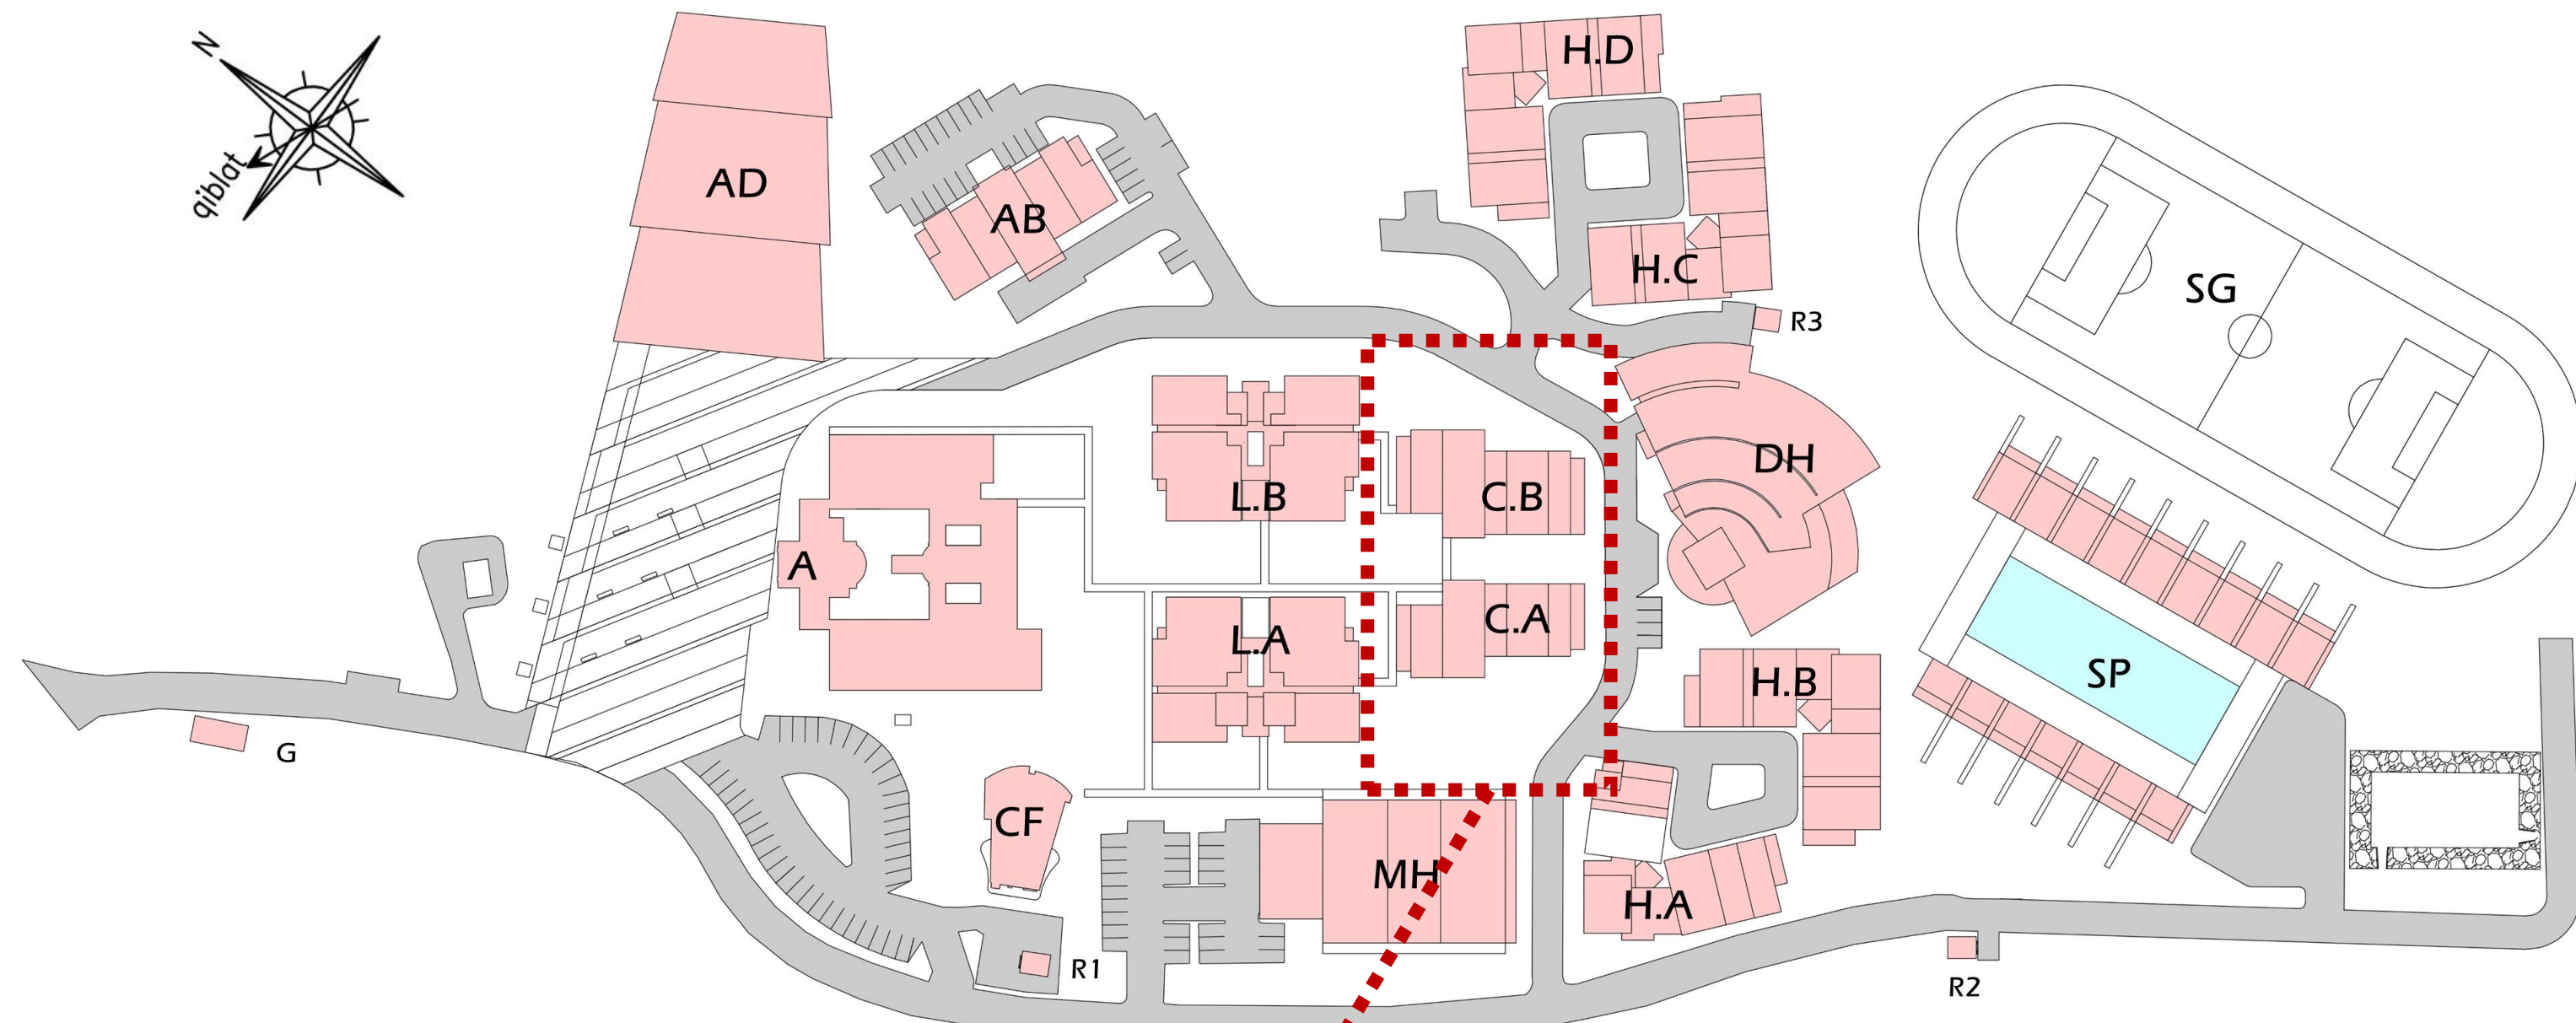 N
qiblat
AD
AB
H.D
H.C
R3
SG
DH
L.B
C.B
A
L.A
C.A
H.B
SP
G
CF
MH
H.A
R1
R2